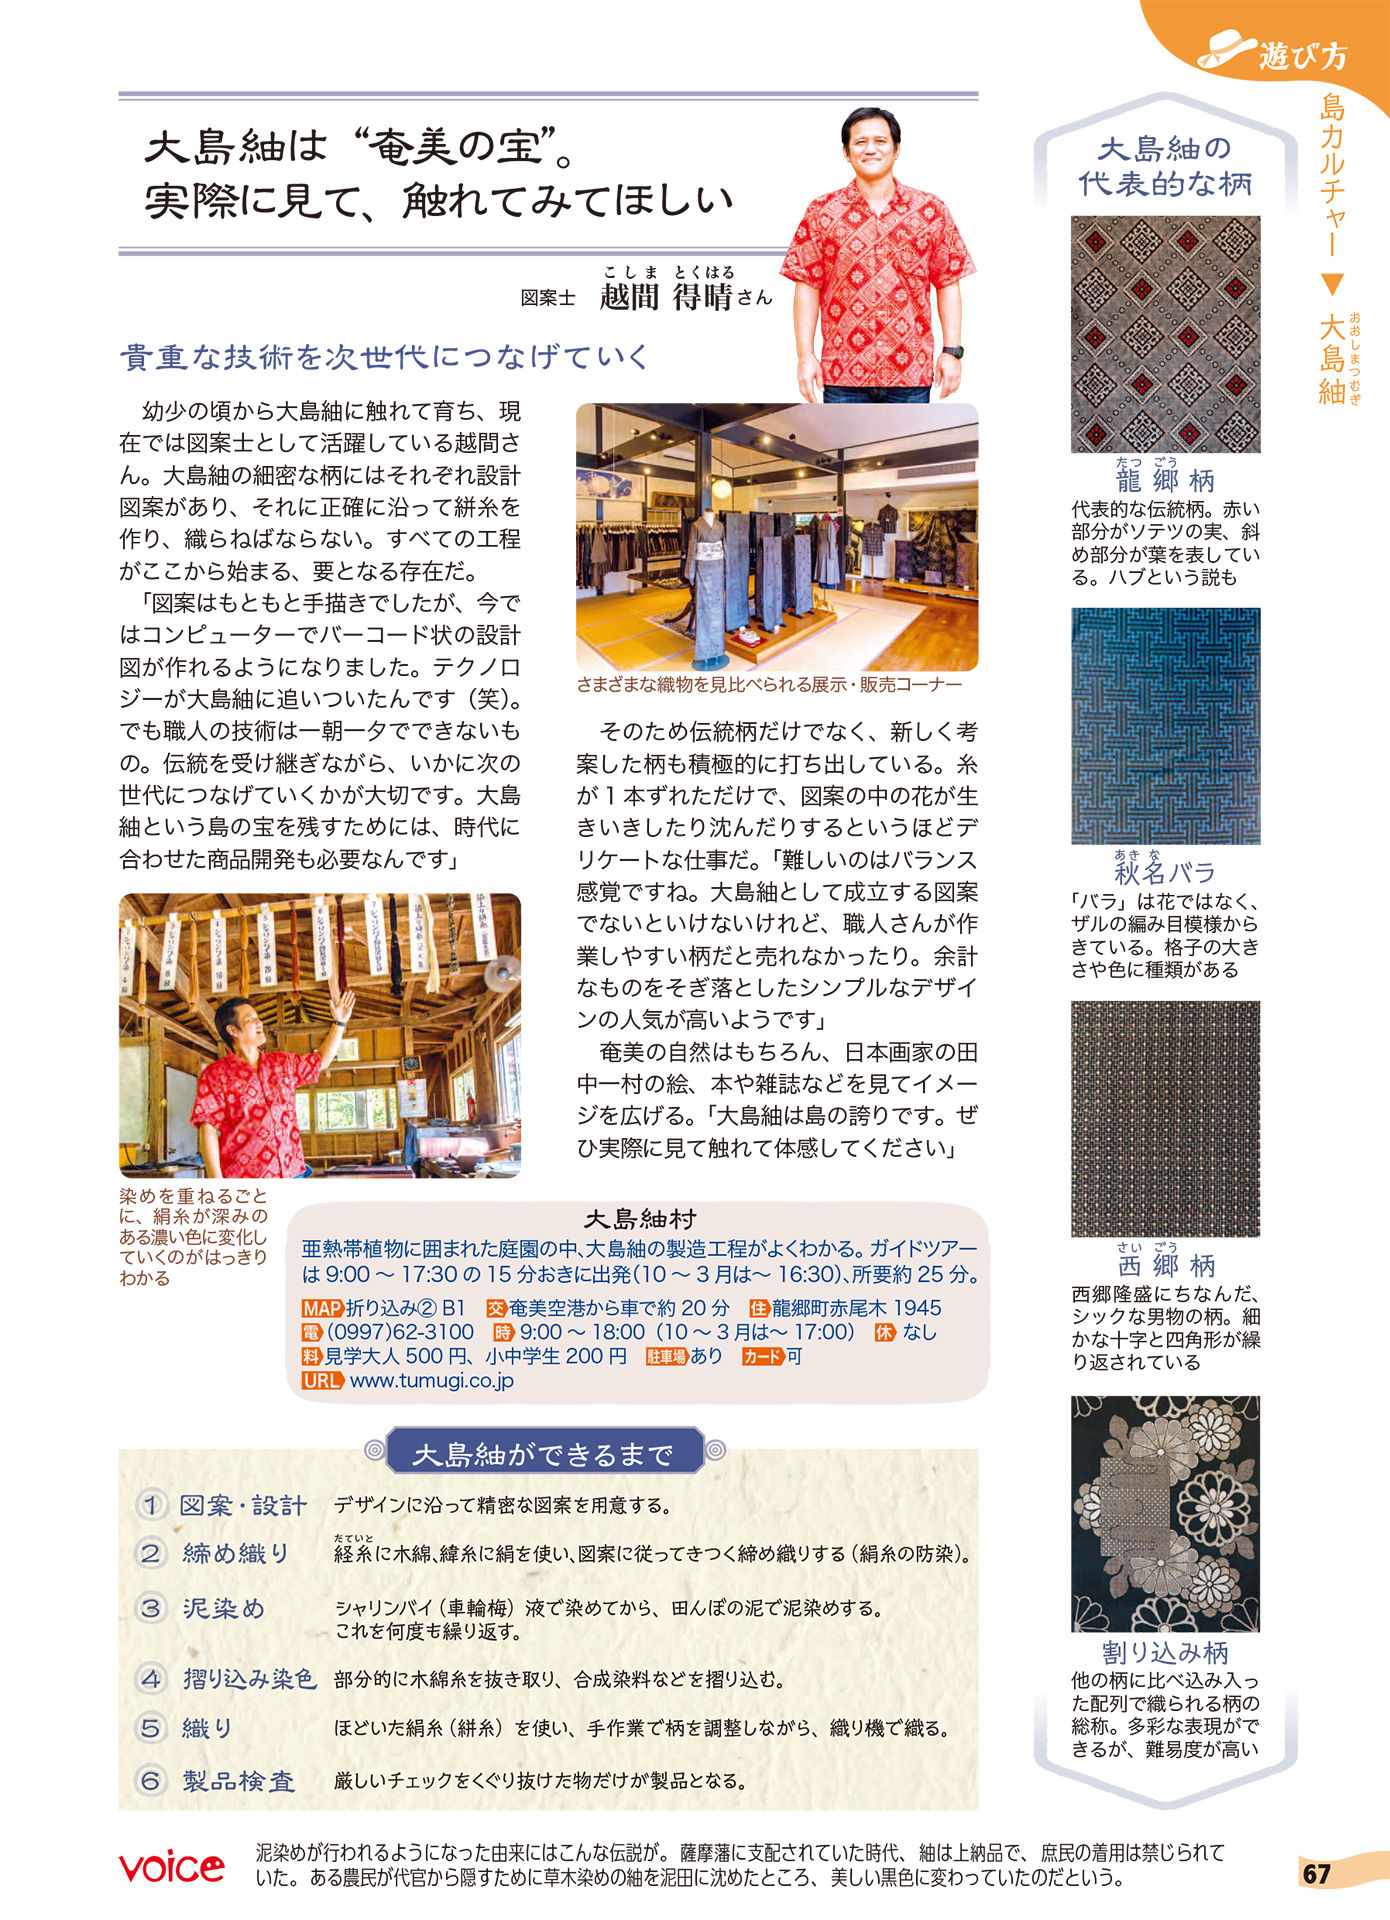 遊び方
島カルチャー▼大島紬
おおしまつむぎ
大島紬は“奄美の宝”。
実際に見て、触れてみてほしい
こしま とくはる
図案士 越間 得晴さん
貴重な技術を次世代につなげていく
幼少の頃から大島紬に触れて育ち、現
在では図案士として活躍している越間さ
ん。大島紬の細密な柄にはそれぞれ設計
図案があり、それに正確に沿って絣糸を
作り、織らねばならない。すべての工程
がここから始まる、要となる存在だ。
「図案はもともと手描きでしたが、今で
はコンピューターでバーコード状の設計
図が作れるようになりました。テクノロ
ジーが大島紬に追いついたんです（笑）。
でも職人の技術は一朝一夕でできないも
の。伝統を受け継ぎながら、いかに次の
世代につなげていくかが大切です。大島
紬という島の宝を残すためには、時代に
合わせた商品開発も必要なんです」
染めを重ねるごと
に、絹糸が深みの
ある濃い色に変化し
ていくのがはっきり
わかる
さまざまな織物を見比べられる展示・販売コーナー
そのため伝統柄だけでなく、新しく考
案した柄も積極的に打ち出している。糸
が１本ずれただけで、図案の中の花が生
きいきしたり沈んだりするというほどデ
リケートな仕事だ。「難しいのはバランス
感覚ですね。大島紬として成立する図案
でないといけないけれど、職人さんが作
業しやすい柄だと売れなかったり。余計
なものをそぎ落としたシンプルなデザイ
ンの人気が高いようです」
奄美の自然はもちろん、日本画家の田
中一村の絵、本や雑誌などを見てイメー
ジを広げる。「大島紬は島の誇りです。ぜ
ひ実際に見て触れて体感してください」
大島紬村
亜熱帯植物に囲まれた庭園の中、大島紬の製造工程がよくわかる。ガイドツアー
は 9:00 〜 17:30 の 15 分おきに出発（10 〜 3 月は〜 16:30）、所要約 25 分。
MAP 折り込み② B1 交 奄美空港から車で約 20 分 住 龍郷町赤尾木 1945
電 (0997)62-3100 時 9:00 〜 18:00（10 〜 3 月は〜 17:00） 休 なし
料 見学大人 500 円、小中学生 200 円 駐車場 あり カード 可
URL www.tumugi.co.jp
大島紬ができるまで
① 図案・設計 デザインに沿って精密な図案を用意する。
たていと
② 締め織り 経糸に木綿、緯糸に絹を使い、図案に従ってきつく締め織りする（絹糸の防染）。
③ 泥染め シャリンバイ（車輪梅）液で染めてから、田んぼの泥で泥染めする。
これを何度も繰り返す。
④ 摺り込み染色 部分的に木綿糸を抜き取り、合成染料などを摺り込む。
⑤ 織り ほどいた絹糸（絣糸）を使い、手作業で柄を調整しながら、織り機で織る。
⑥ 製品検査 厳しいチェックをくぐり抜けた物だけが製品となる。
大島紬の
代表的な柄
たつ ごう
龍郷柄
代表的な伝統柄。赤い
部分がソテツの実、斜
め部分が葉を表してい
る。ハブという説も
あき な
秋名バラ
「バラ」は花ではなく、
ザルの編み目模様から
きている。格子の大き
さや色に種類がある
さい ごう
西郷柄
西郷隆盛にちなんだ、
シックな男物の柄。細
かな十字と四角形が繰
り返されている
割り込み柄
他の柄に比べ込み入っ
た配列で織られる柄の
総称。多彩な表現がで
きるが、難易度が高い
voice
泥染めが行われるようになった由来にはこんな伝説が。薩摩藩に支配されていた時代、紬は上納品で、庶民の着用は禁じられて
いた。ある農民が代官から隠すために草木染めの紬を泥田に沈めたところ、美しい黒色に変わっていたのだという。
67